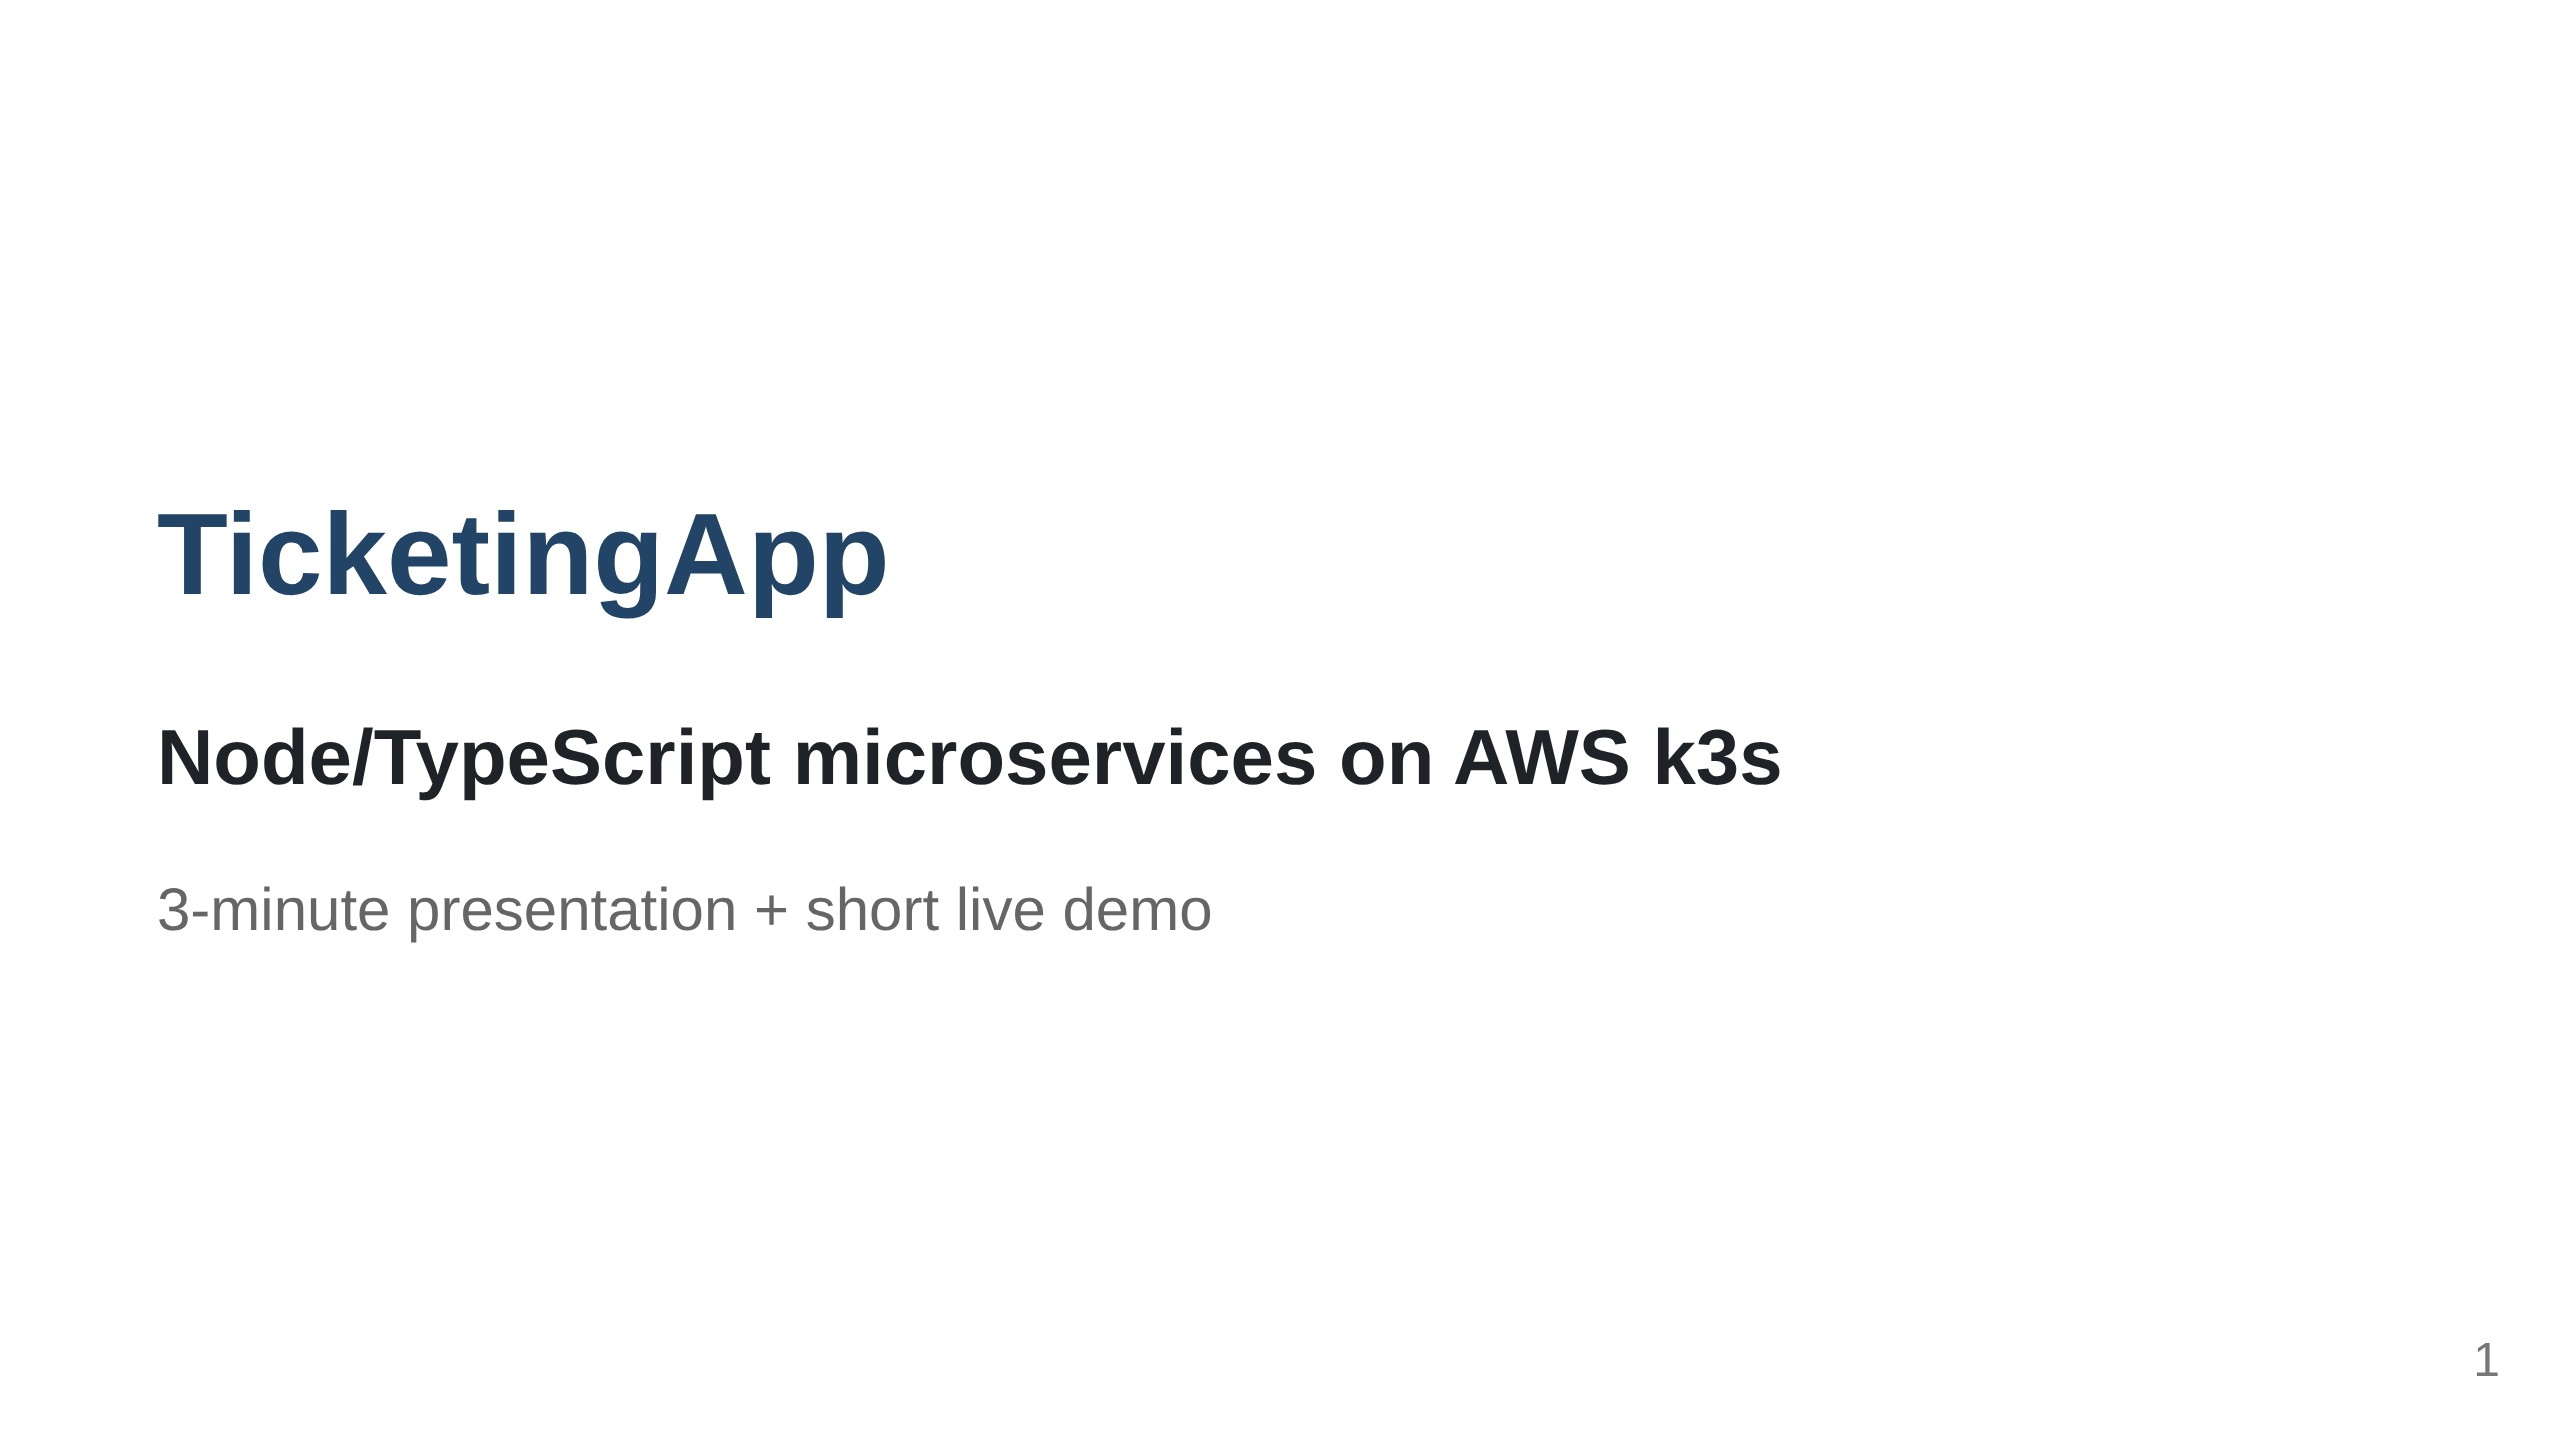 TicketingApp
Node/TypeScript microservices on AWS k3s
3-minute presentation + short live demo
1